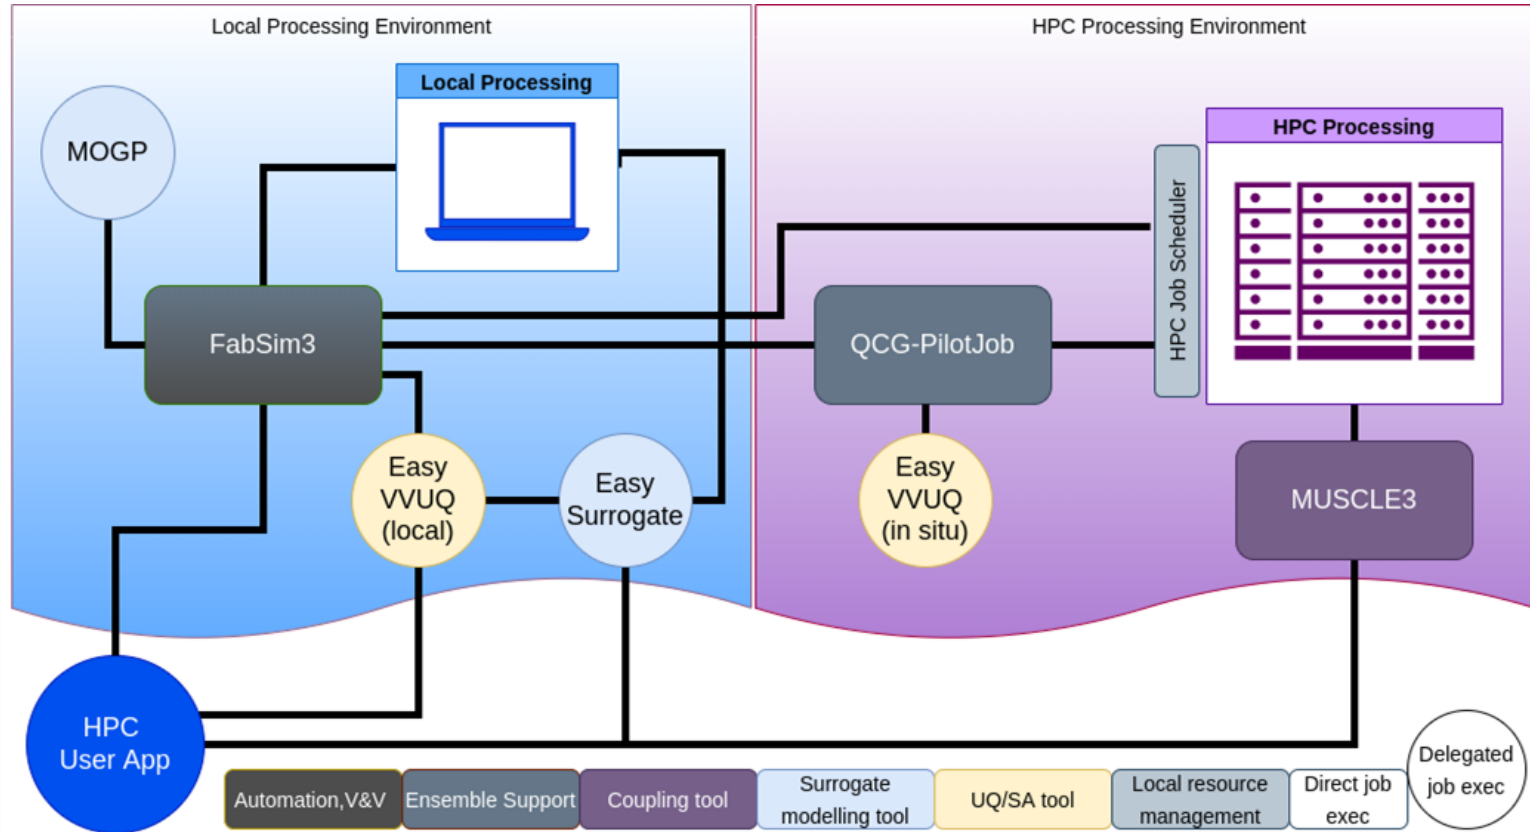 Local Processing Environment
HPC Processing Environment
Local Processing
HPC Processing
MOGP
HPC Job Scheduler
FabSim3
QCG-PilotJob
Easy
VVUQ
(local)
Easy
Surrogate
Easy
VVUQ
(in situ)
MUSCLE3
HPC
User App
Automation,V&V
Ensemble Support
Coupling tool
Surrogate
modelling tool
UQ/SA tool
Local resource
management
Direct job
exec
Delegated
job exec